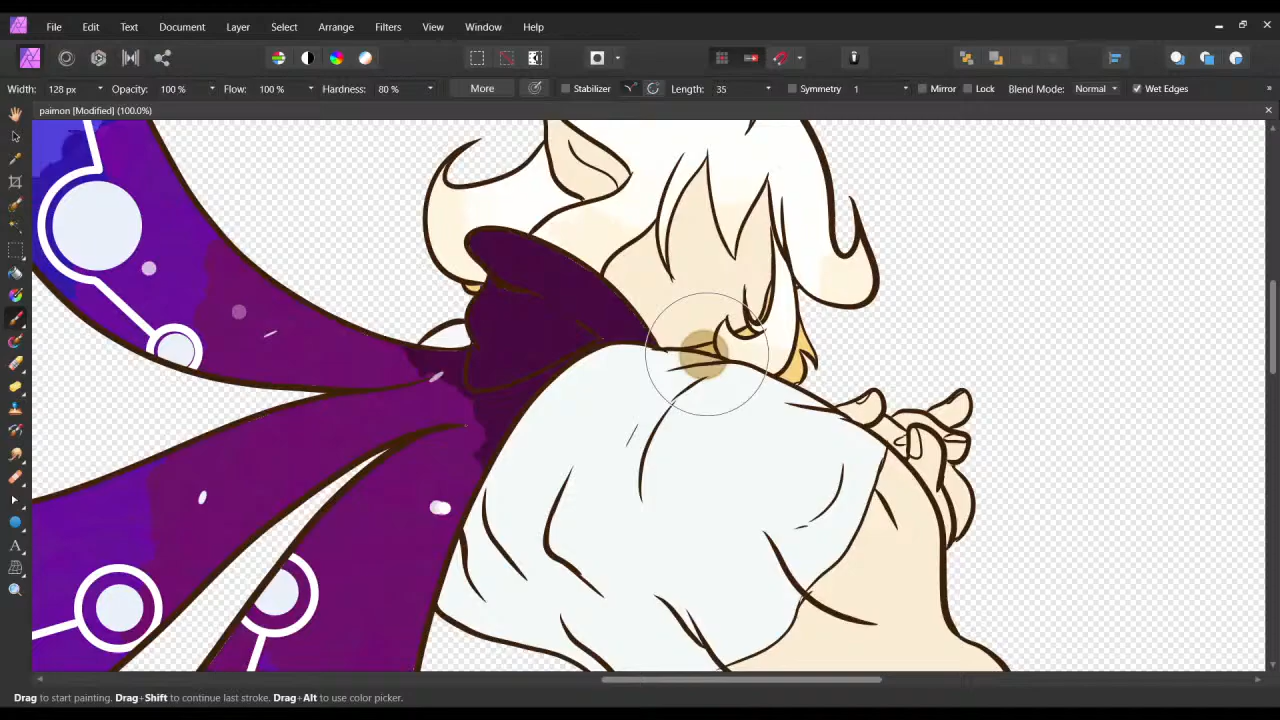 File Edit Text Document Layer Select Arrange Filters View Window Help
Width: 128 px Opacity: 100 % Flow: 100 % Hardness: 80 % More Stabilizer Length: 35 Symmetry 1 Mirror Lock Blend Mode: Normal Wet Edges
paimon [Modified] (100.0%)
Drag to start painting. Drag+Shift to continue last stroke. Drag+Alt to use color picker.